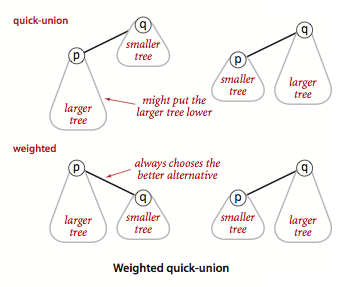 quick-union
q
smaller
tree
p
larger
tree
might put the
larger tree lower
q
p
smaller
tree
larger
tree
weighted
p
always chooses the
better alternative
q
larger
tree
smaller
tree
p
q
smaller
tree
larger
tree
Weighted quick-union